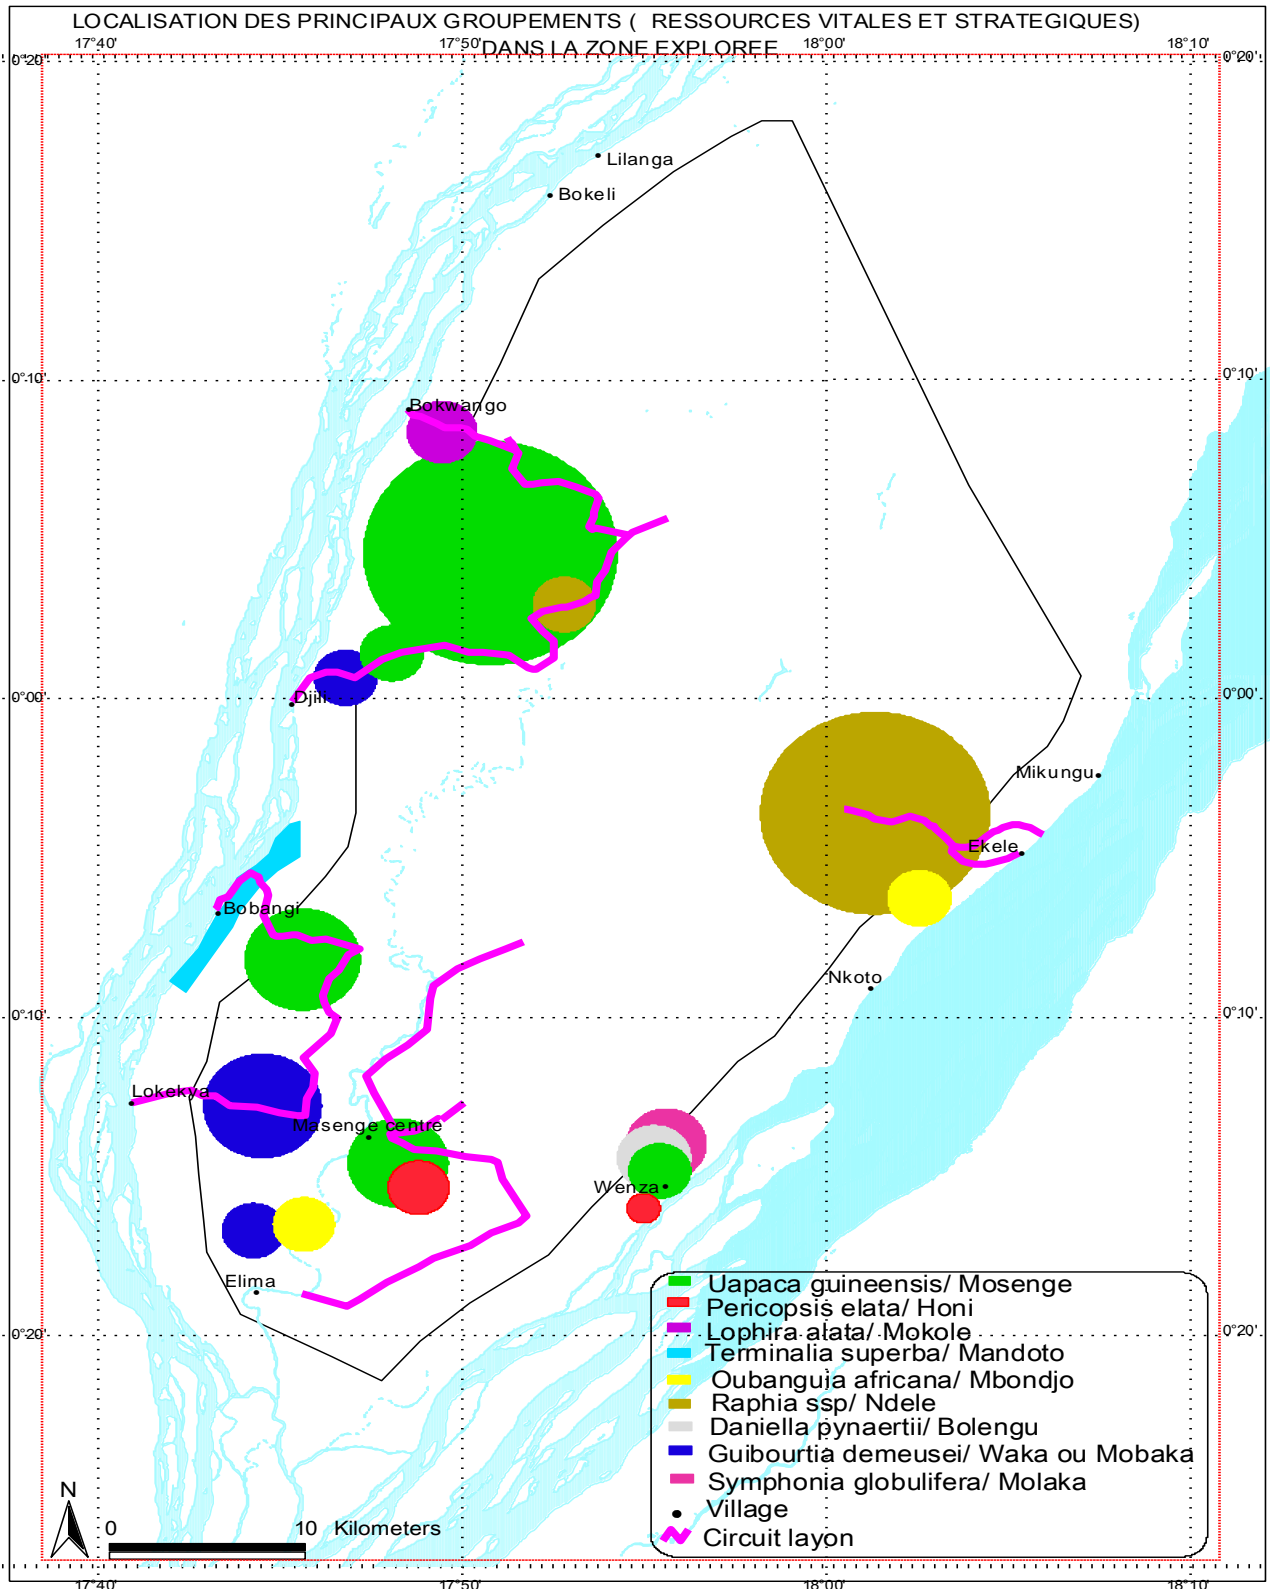 LOCALISATION DES PRINCIPAUX GROUPEMENTS ( RESSOURCES VITALES ET STRATEGIQUES)
DANS LA ZONE EXPLOREE
17°40' 17°50' 18°00' 18°10'
0°20' 0°20'
Lilanga
Bokeli
0°10' 0°10'
Bokwango
0°00' 0°00'
Djili
Mikungu
Ekele
Bobangi
Nkoto
0°10' 0°10'
Lokekya
Masenge centre
Wenza
Elima
0°20' 0°20'
Uapaca guineensis/ Mosenge
Pericopsis elata/ Honi
Lophira alata/ Mokole
Terminalia superba/ Mandoto
Oubanguia africana/ Mbondjo
Raphia ssp/ Ndele
Daniella pynaertii/ Bolengu
Guibourtia demeusei/ Waka ou Mobaka
Symphonia globulifera/ Molaka
Village
Circuit layon
N
0 10 Kilometers
17°40' 17°50' 18°00' 18°10'